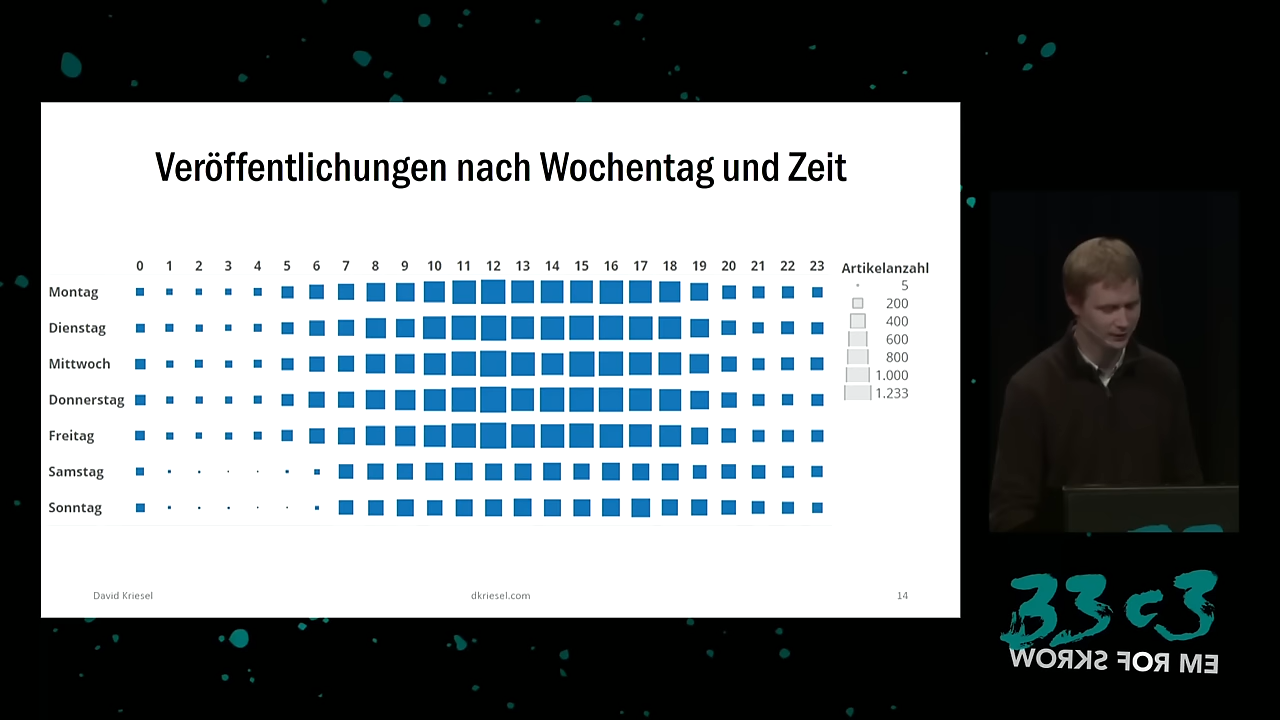 Veröffentlichungen nach Wochentag und Zeit
0 1 2 3 4 5 6 7 8 9 10 11 12 13 14 15 16 17 18 19 20 21 22 23
Montag
Dienstag
Mittwoch
Donnerstag
Freitag
Samstag
Sonntag
Artikelanzahl
5
200
400
600
800
1.000
1.233
David Kriesel
dkriesel.com
14
33c3
WORKS FOR ME